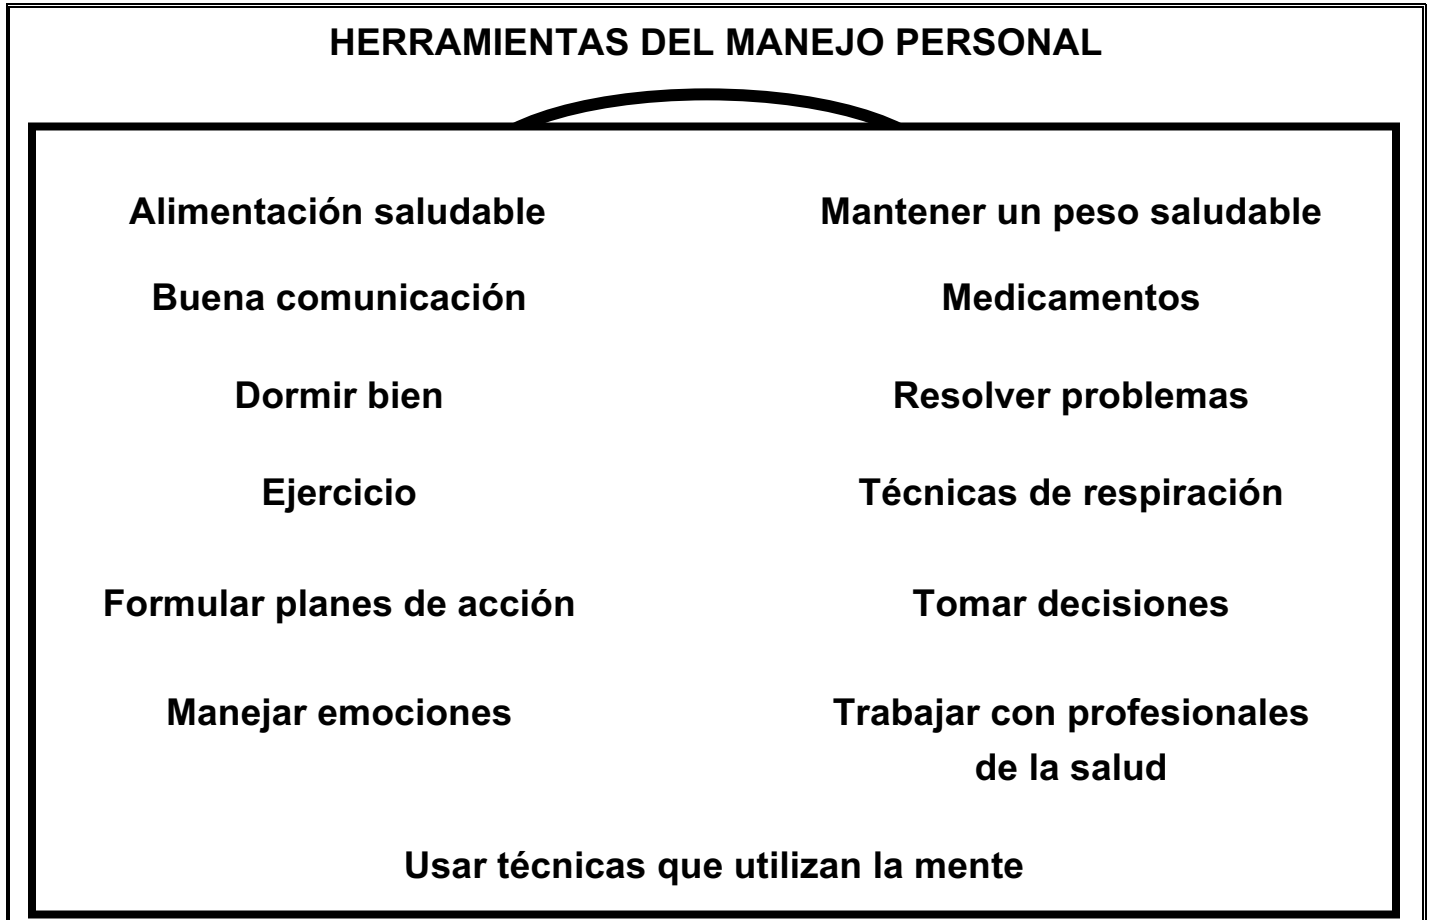 HERRAMIENTAS DEL MANEJO PERSONAL
Alimentación saludable
Mantener un peso saludable
Buena comunicación
Medicamentos
Dormir bien
Resolver problemas
Ejercicio
Técnicas de respiración
Formular planes de acción
Tomar decisiones
Manejar emociones
Trabajar con profesionales
de la salud
Usar técnicas que utilizan la mente